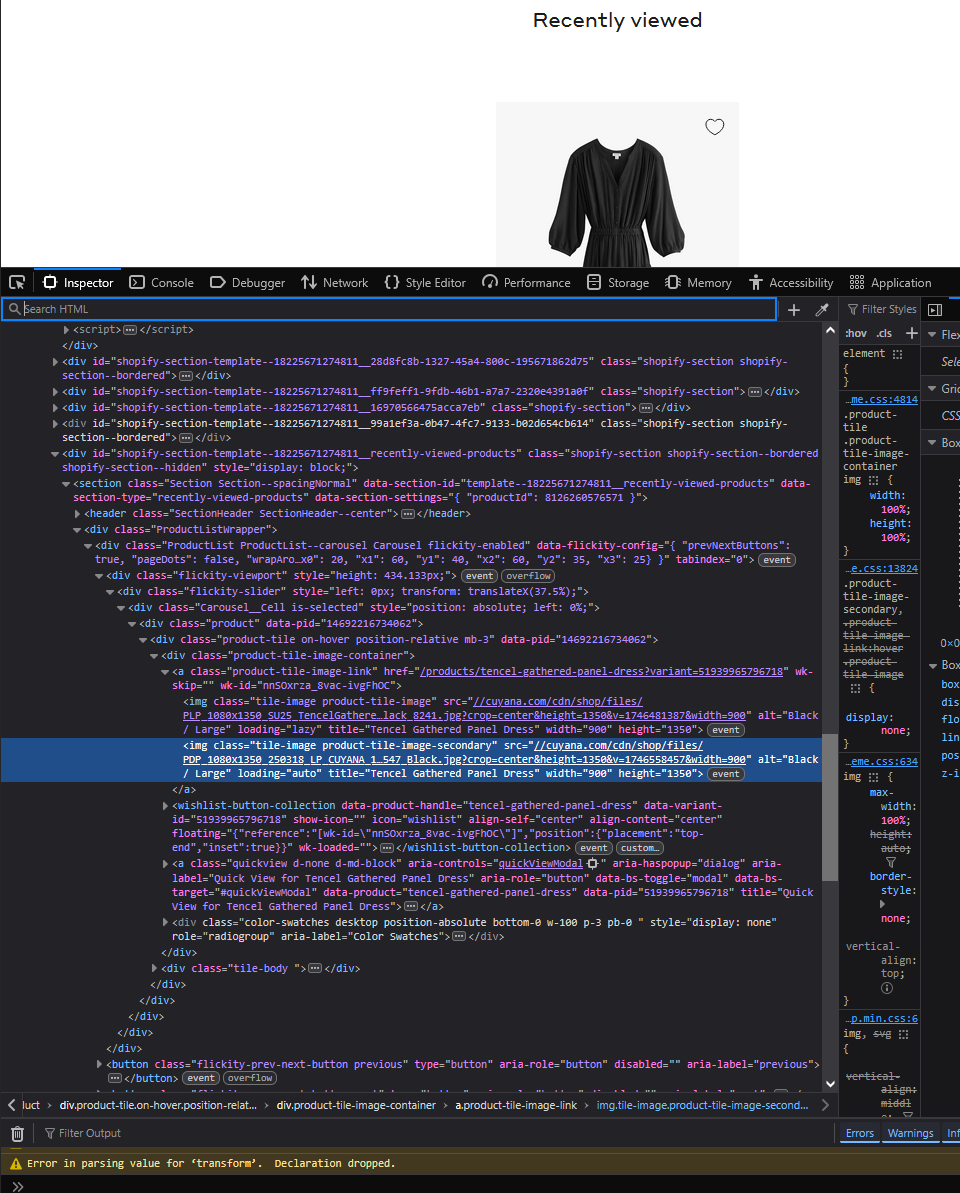 Recently viewed
Inspector Console Debugger Network Style Editor Performance Storage Memory Accessibility Application
Search HTML
Filter Styles
:hov .cls
<script> </script>
</div>
<div id="shopify-section-template--18225671274811__28d8fc8b-1327-45a4-800c-195671862d75" class="shopify-section shopify-
section--bordered"> </div>
<div id="shopify-section-template--18225671274811__ff9feff1-9fdb-46b1-a7a7-2320e4391a0f" class="shopify-section"> </div>
<div id="shopify-section-template--18225671274811__16970566475acca7eb" class="shopify-section"> </div>
<div id="shopify-section-template--18225671274811__99a1ef3a-0b47-4fc7-9133-b02d654cb614" class="shopify-section shopify-
section--bordered"> </div>
<div id="shopify-section-template--18225671274811__recently-viewed-products" class="shopify-section shopify-section--bordered
shopify-section--hidden" style="display: block;">
<section class="Section Section--spacingNormal" data-section-id="template--18225671274811__recently-viewed-products" data-
section-type="recently-viewed-products" data-section-settings="{ "productId": 8126260576571 }">
<header class="SectionHeader SectionHeader--center"> </header>
<div class="ProductListWrapper">
<div class="ProductList ProductList--carousel Carousel flickity-enabled" data-flickity-config="{ "prevNextButtons":
true, "pageDots": false, "wrapAro…x0": 20, "x1": 60, "y1": 40, "x2": 60, "y2": 35, "x3": 25} }" tabindex="0"> event
<div class="flickity-viewport" style="height: 434.133px;"> event overflow
<div class="flickity-slider" style="left: 0px; transform: translateX(37.5%);">
<div class="Carousel__Cell is-selected" style="position: absolute; left: 0%;">
<div class="product" data-pid="14692216734062">
<div class="product-tile on-hover position-relative mb-3" data-pid="14692216734062">
<div class="product-tile-image-container">
<a class="product-tile-image-link" href="/products/tencel-gathered-panel-dress?variant=51939965796718" wk-
skip="" wk-id="nnSOxrza_8vac-ivgFhOC">
<img class="tile-image product-tile-image" src="//cuyana.com/cdn/shop/files/
PLP_1080x1350_SU25_TencelGathere…lack_8241.jpg?crop=center&height=1350&v=1746481387&width=900" alt="Black
/ Large" loading="lazy" title="Tencel Gathered Panel Dress" width="900" height="1350"> event
<img class="tile-image product-tile-image-secondary" src="//cuyana.com/cdn/shop/files/
PDP_1080x1350_250318_LP_CUYANA_1…547_Black.jpg?crop=center&height=1350&v=1746558457&width=900" alt="Black
/ Large" loading="auto" title="Tencel Gathered Panel Dress" width="900" height="1350"> event
</a>
<wishlist-button-collection data-product-handle="tencel-gathered-panel-dress" data-variant-
id="51939965796718" show-icon="" icon="wishlist" align-self="center" align-content="center"
floating="{"reference":"[wk-id=\"nnSOxrza_8vac-ivgFhOC\"]","position":{"placement":"top-
end","inset":true}}" wk-loaded=""> </wishlist-button-collection> event custom…
<a class="quickview d-none d-md-block" aria-controls="quickViewModal " aria-haspopup="dialog" aria-
label="Quick View for Tencel Gathered Panel Dress" aria-role="button" data-bs-toggle="modal" data-bs-
target="#quickViewModal" data-product="tencel-gathered-panel-dress" data-pid="51939965796718" title="Quick
View for Tencel Gathered Panel Dress"> </a>
<div class="color-swatches desktop position-absolute bottom-0 w-100 p-3 pb-0 " style="display: none"
role="radiogroup" aria-label="Color Swatches"> </div>
</div>
<div class="tile-body "> </div>
</div>
</div>
</div>
</div>
</div>
<button class="flickity-prev-next-button previous" type="button" aria-role="button" disabled="" aria-label="previous">
</button> event overflow
element
{
}
…me.css:4814
.product-
tile
.product-
tile-image-
container
img {
width:
100%;
height:
100%;
}
…e.css:13824
.product-
tile-image-
secondary,
.product-
tile-image-
link:hover
.product-
tile-image
{
display:
none;
}
…eme.css:634
img {
max-
width:
100%;
height:
auto;
border-
style:
none;
vertical-
align:
top;
}
…p.min.css:6
img, svg
{
vertical-
align:
middl
Flex
Sele
Grid
CSS
Box
0×0
Box
box
dis
flo
lin
pos
z-i
duct div.product-tile.on-hover.position-relat… div.product-tile-image-container a.product-tile-image-link img.tile-image.product-tile-image-second…
Filter Output
Errors Warnings Inf
Error in parsing value for ‘transform’. Declaration dropped.